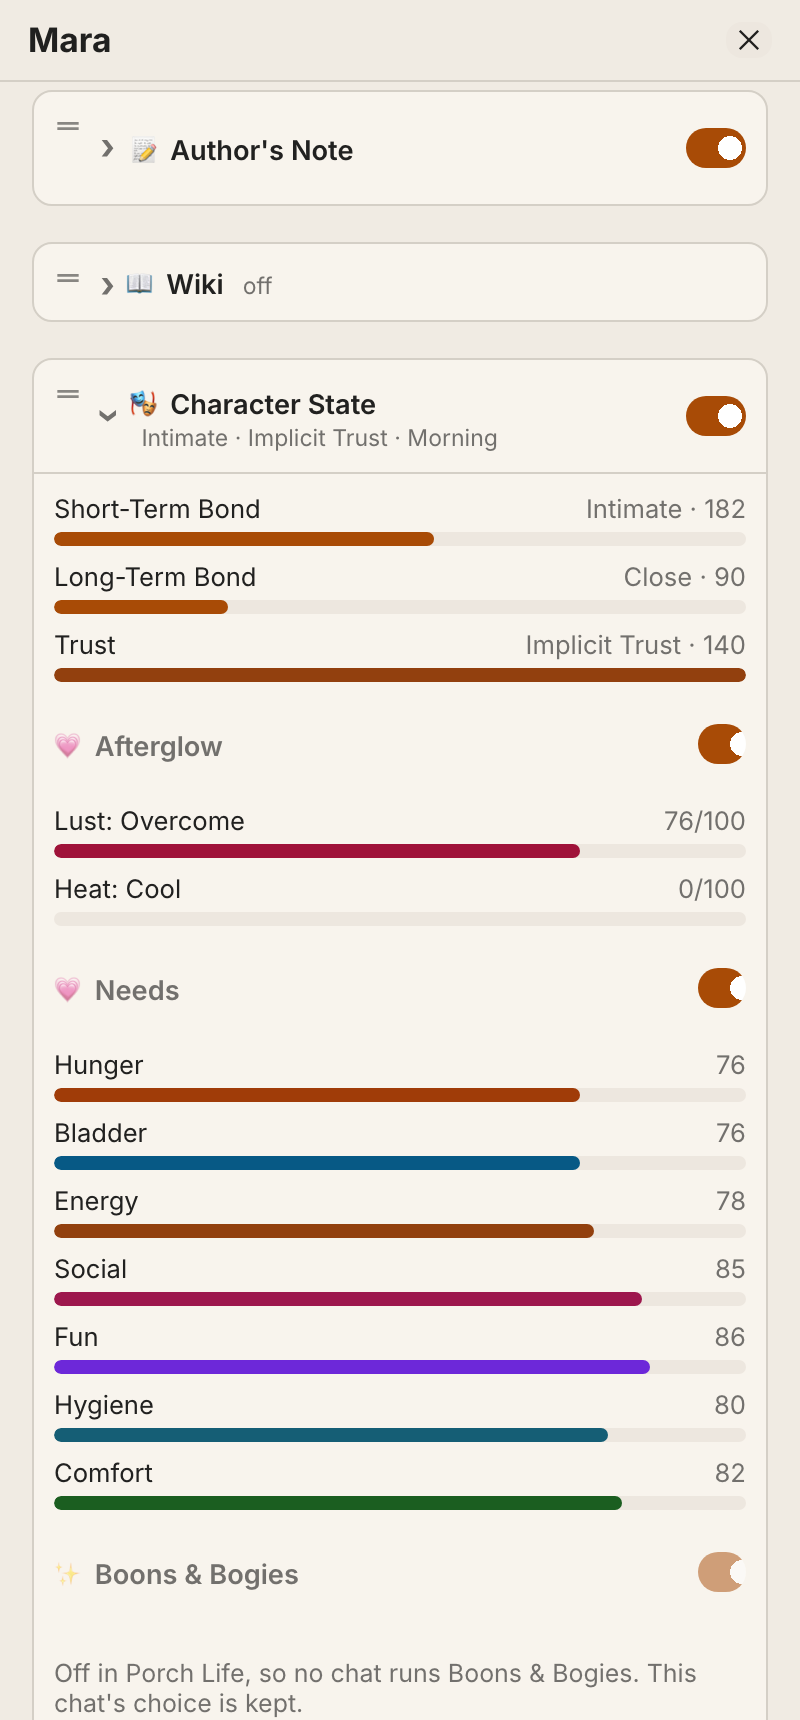 Mara
Author's Note
Wiki off
Character State
Intimate · Implicit Trust · Morning
Short-Term Bond Intimate · 182
Long-Term Bond Close · 90
Trust Implicit Trust · 140
Afterglow
Lust: Overcome 76/100
Heat: Cool 0/100
Needs
Hunger 76
Bladder 76
Energy 78
Social 85
Fun 86
Hygiene 80
Comfort 82
Boons & Bogies
Off in Porch Life, so no chat runs Boons & Bogies. This
chat's choice is kept.